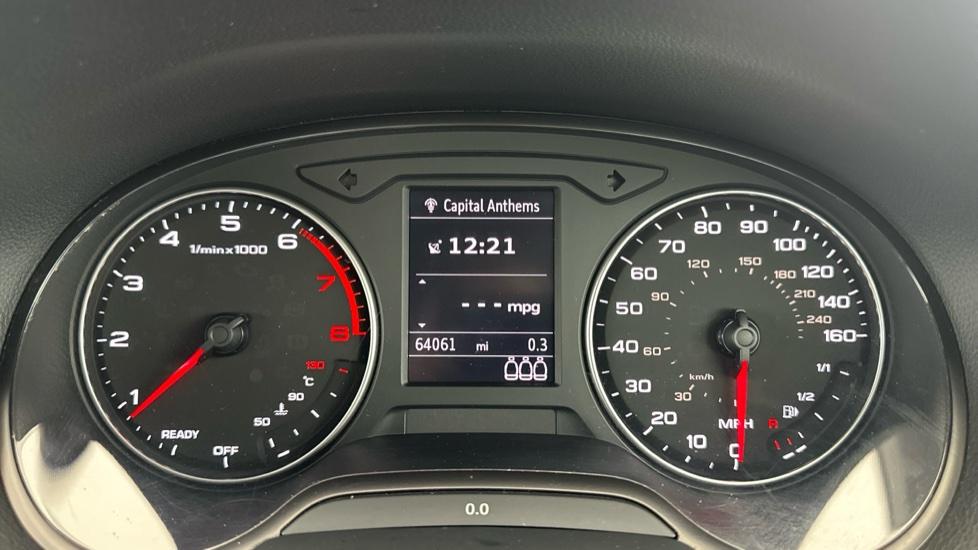 Capital Anthems
12:21
--- mpg
64061 mi 0.3
1/min x 1000
1 2 3 4 5 6 7 8
READY
OFF
50 90 130
°C
0 10 20 30 40 50 60 70 80 90 100 120 140 160
30 60 90 120 150 180 210 240
km/h
MPH
R 1/2 1/1
0.0